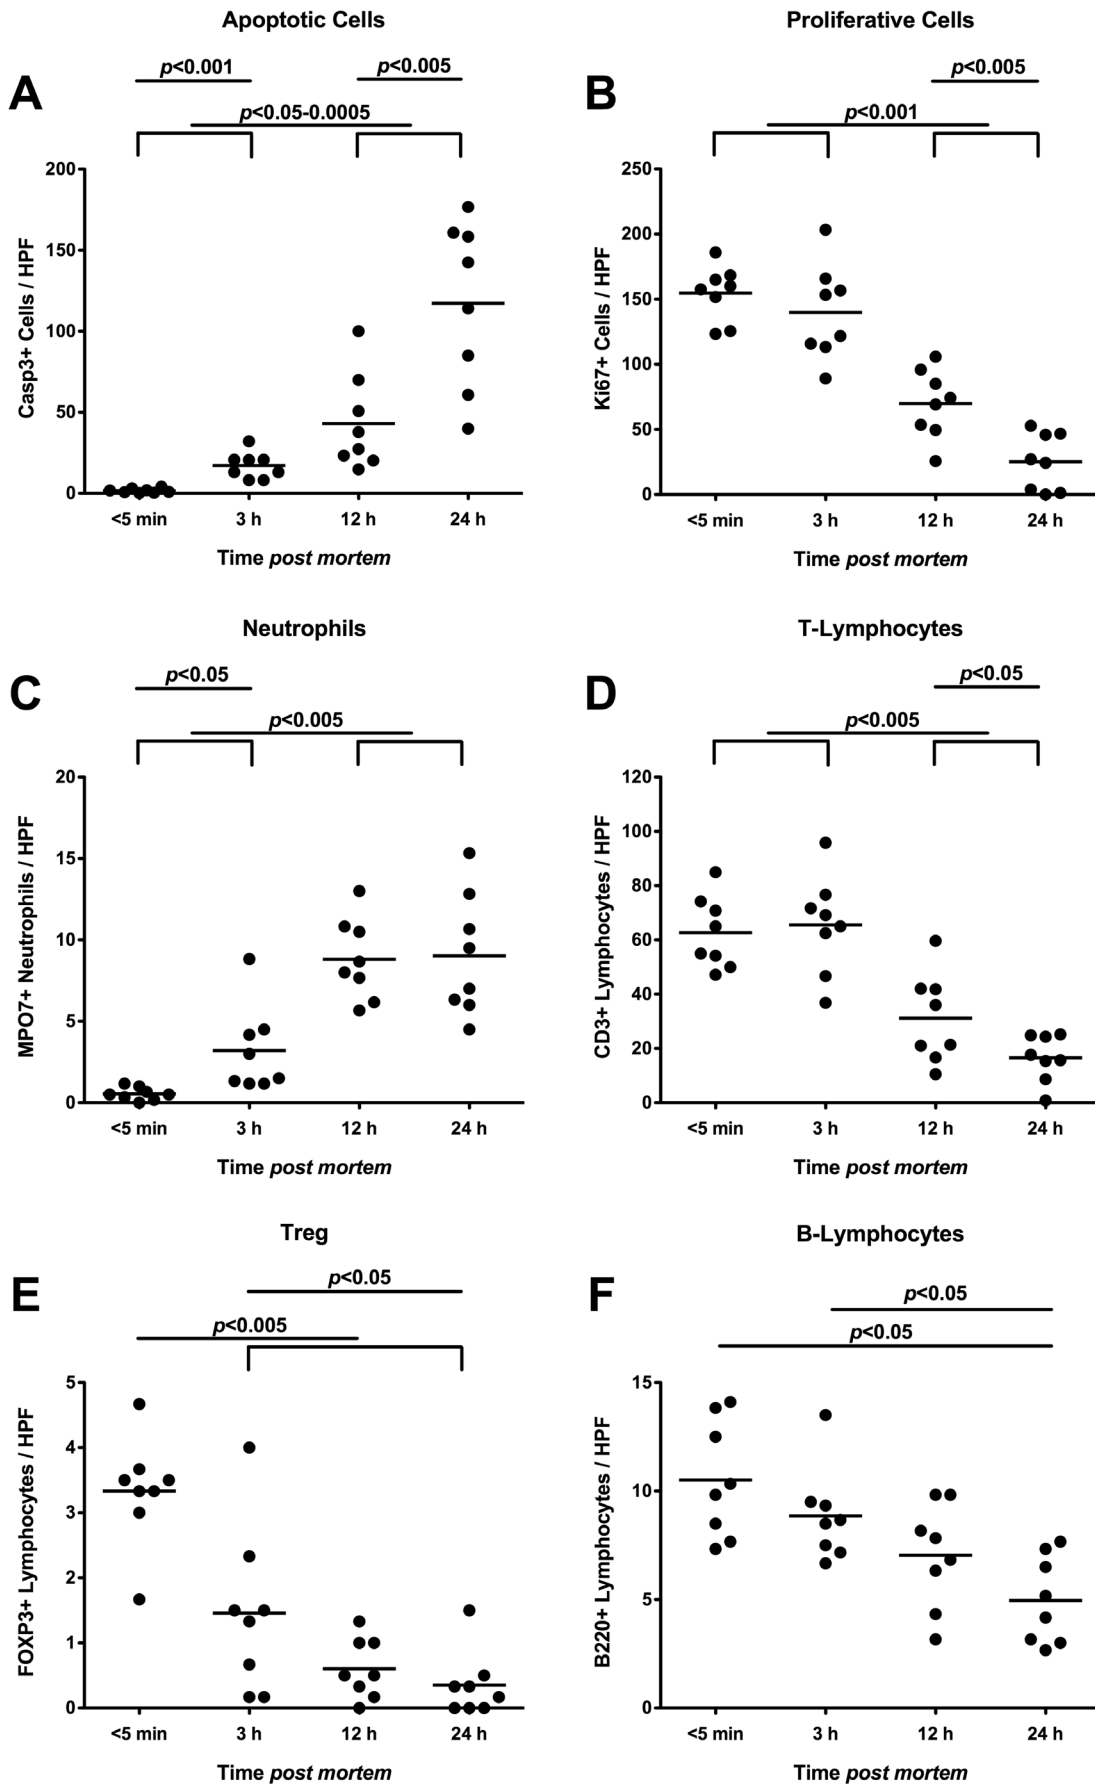 Apoptotic Cells
A
p<0.001
p<0.005
p<0.05-0.0005
Casp3+ Cells / HPF
200
150
100
50
0
<5 min 3 h 12 h 24 h
Time post mortem
Proliferative Cells
B
p<0.005
p<0.001
Ki67+ Cells / HPF
250
200
150
100
50
0
<5 min 3 h 12 h 24 h
Time post mortem
Neutrophils
C
p<0.05
p<0.005
MPO7+ Neutrophils / HPF
20
15
10
5
0
<5 min 3 h 12 h 24 h
Time post mortem
T-Lymphocytes
D
p<0.05
p<0.005
CD3+ Lymphocytes / HPF
120
100
80
60
40
20
0
<5 min 3 h 12 h 24 h
Time post mortem
Treg
E
p<0.05
p<0.005
FOXP3+ Lymphocytes / HPF
5
4
3
2
1
0
<5 min 3 h 12 h 24 h
Time post mortem
B-Lymphocytes
F
p<0.05
p<0.05
B220+ Lymphocytes / HPF
15
10
5
0
<5 min 3 h 12 h 24 h
Time post mortem